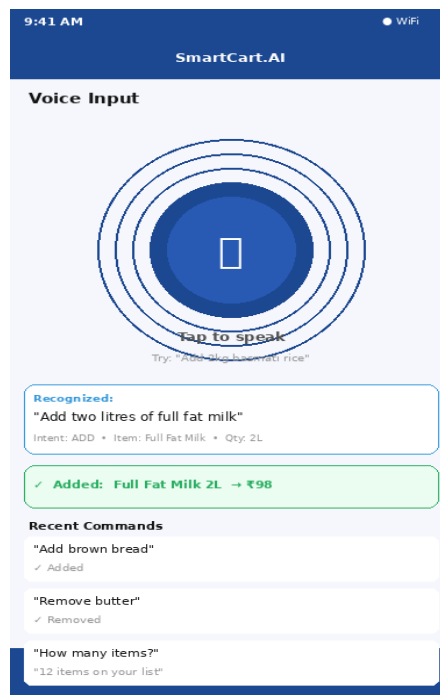 9:41 AM
● WiFi
SmartCart.AI
Voice Input
Tap to speak
Try: "Add 2kg basmati rice"
Recognized:
"Add two litres of full fat milk"
Intent: ADD • Item: Full Fat Milk • Qty: 2L
✓ Added: Full Fat Milk 2L → ₹98
Recent Commands
"Add brown bread"
✓ Added
"Remove butter"
✓ Removed
"How many items?"
"12 items on your list"